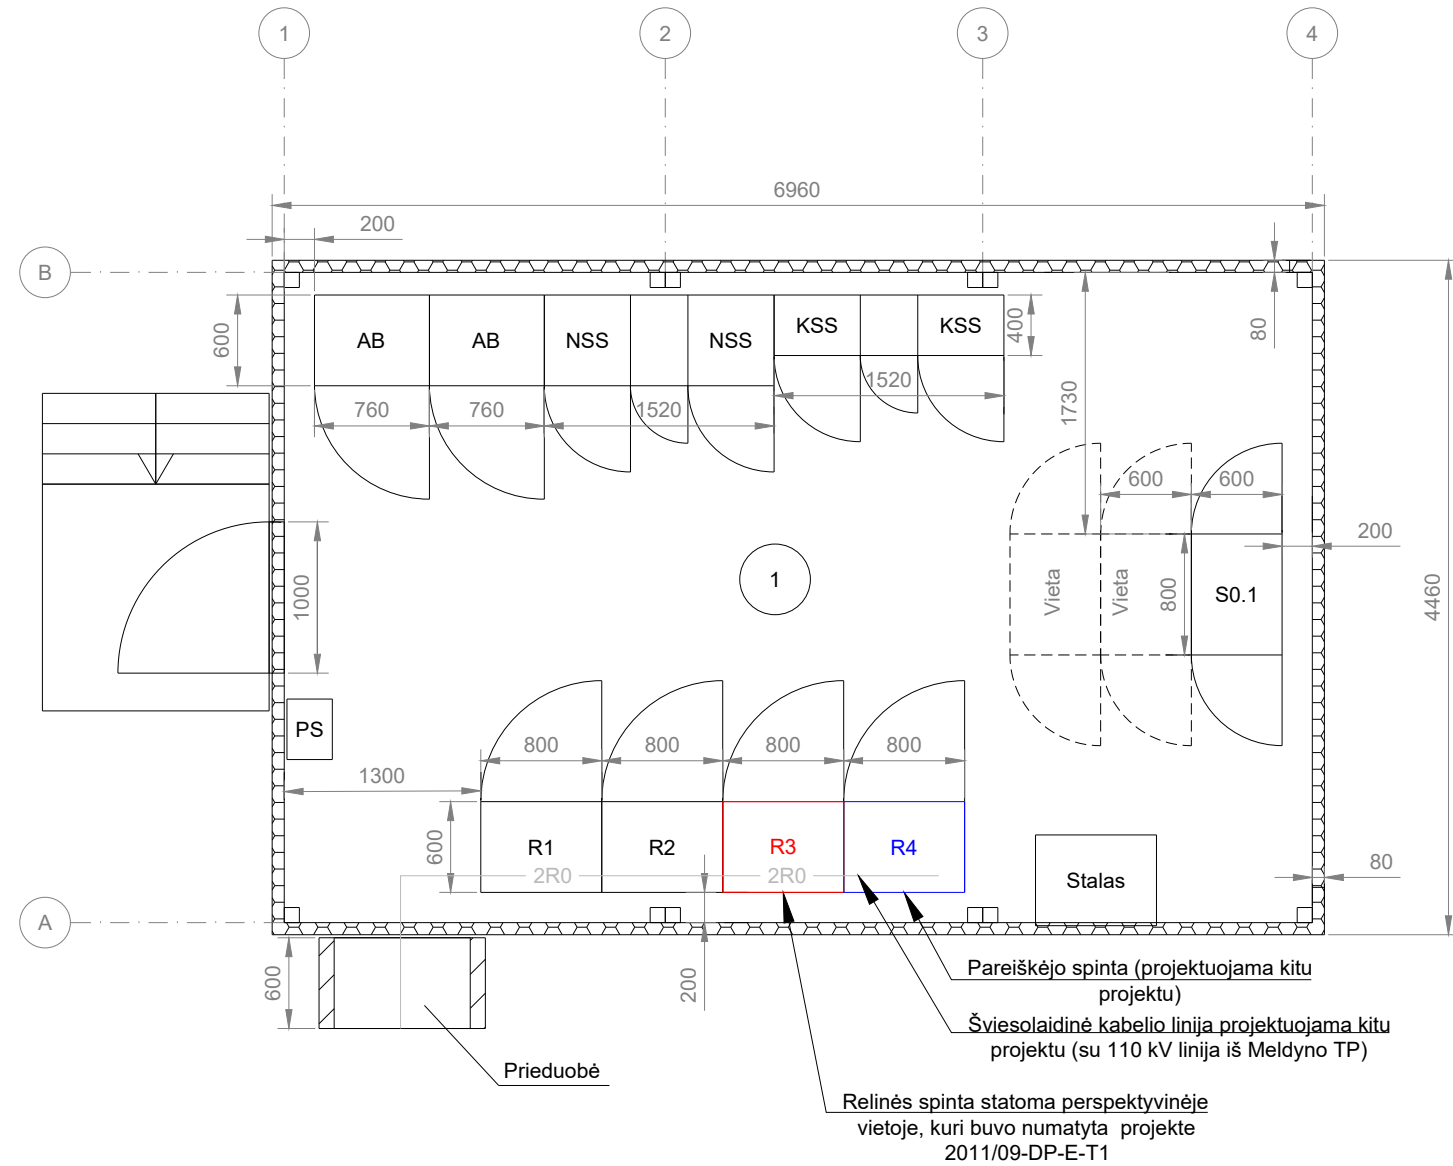 1
2
3
4
6960
200
B
AB
AB
NSS
NSS
KSS
KSS
400
80
600
760
760
1520
1520
1730
600
600
200
1000
1
Vieta
Vieta
800
S0.1
4460
PS
1300
800
800
800
800
600
R1
R2
R3
R4
2R0
2R0
Stalas
80
A
600
200
Pareiškėjo spinta (projektuojama kitu
projektu)
Šviesolaidinė kabelio linija projektuojama kitu
projektu (su 110 kV linija iš Meldyno TP)
Prieduobė
Relinės spinta statoma perspektyvinėje
vietoje, kuri buvo numatyta projekte
2011/09-DP-E-T1